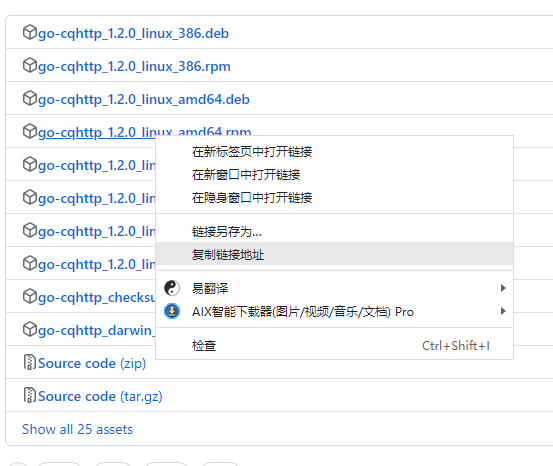 go-cqhttp_1.2.0_linux_386.deb
go-cqhttp_1.2.0_linux_386.rpm
go-cqhttp_1.2.0_linux_amd64.deb
go-cqhttp_1.2.0_linux_amd64.rpm
在新标签页中打开链接
go-cqhttp_1.2.0_lin
在新窗口中打开链接
go-cqhttp_1.2.0_lin
在隐身窗口中打开链接
go-cqhttp_1.2.0_lin
链接另存为...
go-cqhttp_1.2.0_lin
复制链接地址
go-cqhttp_checksu
易翻译
AIX智能下载器(图片/视频/音乐/文档) Pro
go-cqhttp_darwin_
检查 Ctrl+Shift+I
Source code (zip)
Source code (tar.gz)
Show all 25 assets